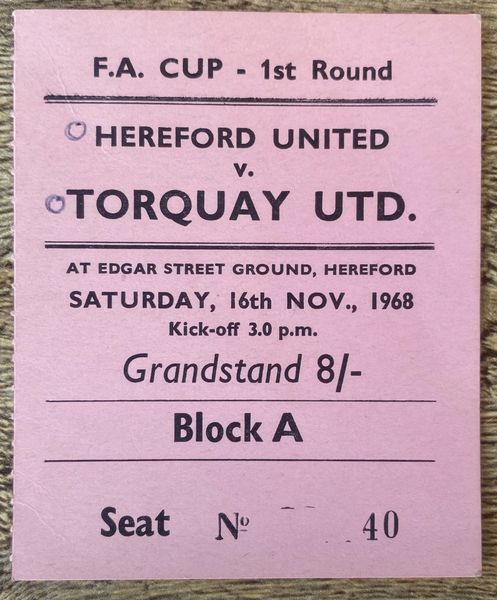 F.A. CUP - 1st Round
O HEREFORD UNITED
v.
O TORQUAY UTD.
AT EDGAR STREET GROUND, HEREFORD
SATURDAY, 16th NOV., 1968
Kick-off 3.0 p.m.
Grandstand 8/-
Block A
Seat Nº 40